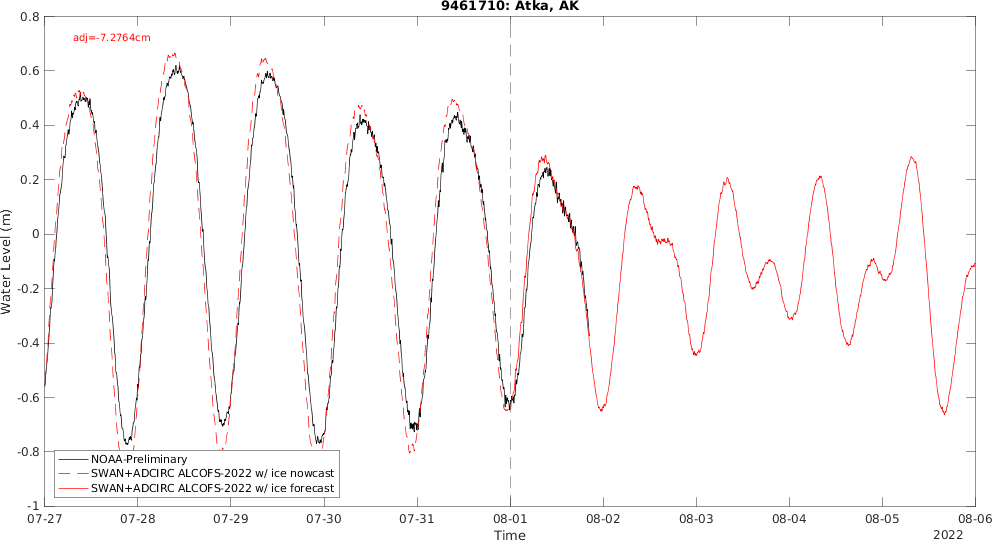 9461710: Atka, AK
adj=-7.2764cm
0.8
0.6
0.4
0.2
0
-0.2
-0.4
-0.6
-0.8
-1
Water Level (m)
NOAA-Preliminary
SWAN+ADCIRC ALCOFS-2022 w/ ice nowcast
SWAN+ADCIRC ALCOFS-2022 w/ ice forecast
07-27 07-28 07-29 07-30 07-31 08-01 08-02 08-03 08-04 08-05 08-06
Time
2022